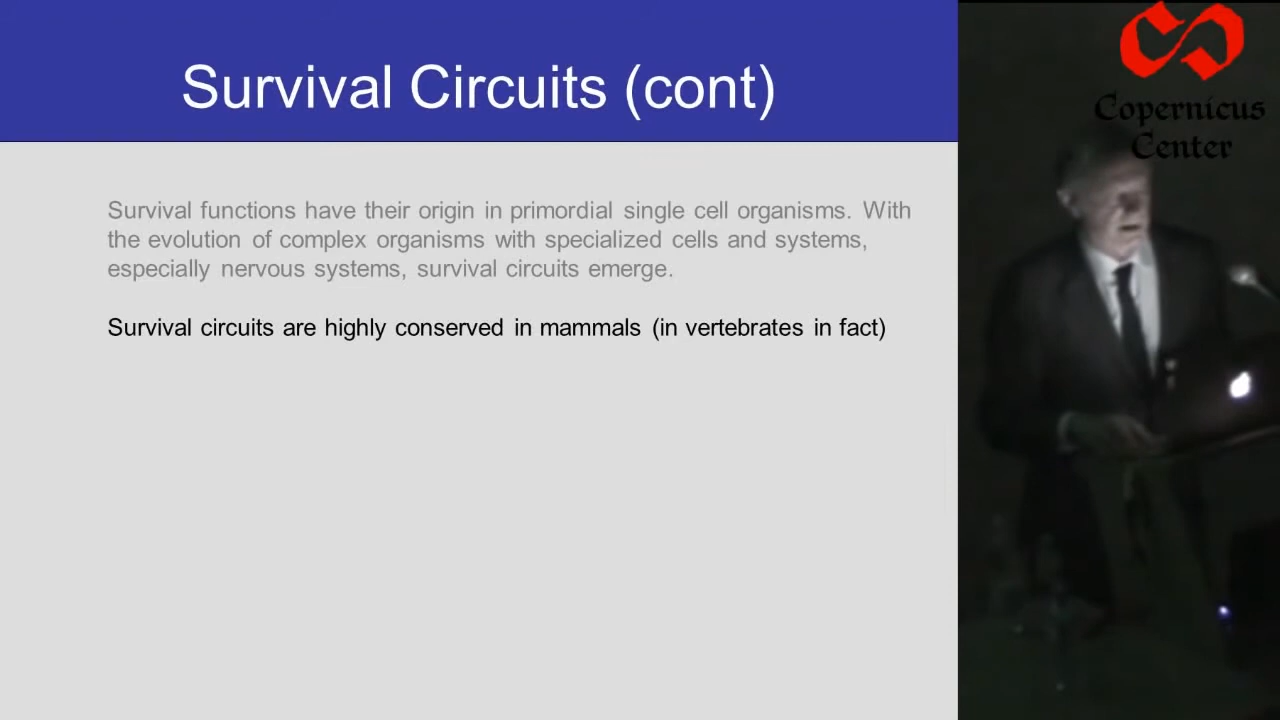 Survival Circuits (cont)
Survival functions have their origin in primordial single cell organisms. With
the evolution of complex organisms with specialized cells and systems,
especially nervous systems, survival circuits emerge.
Survival circuits are highly conserved in mammals (in vertebrates in fact)
Copernicus
Center